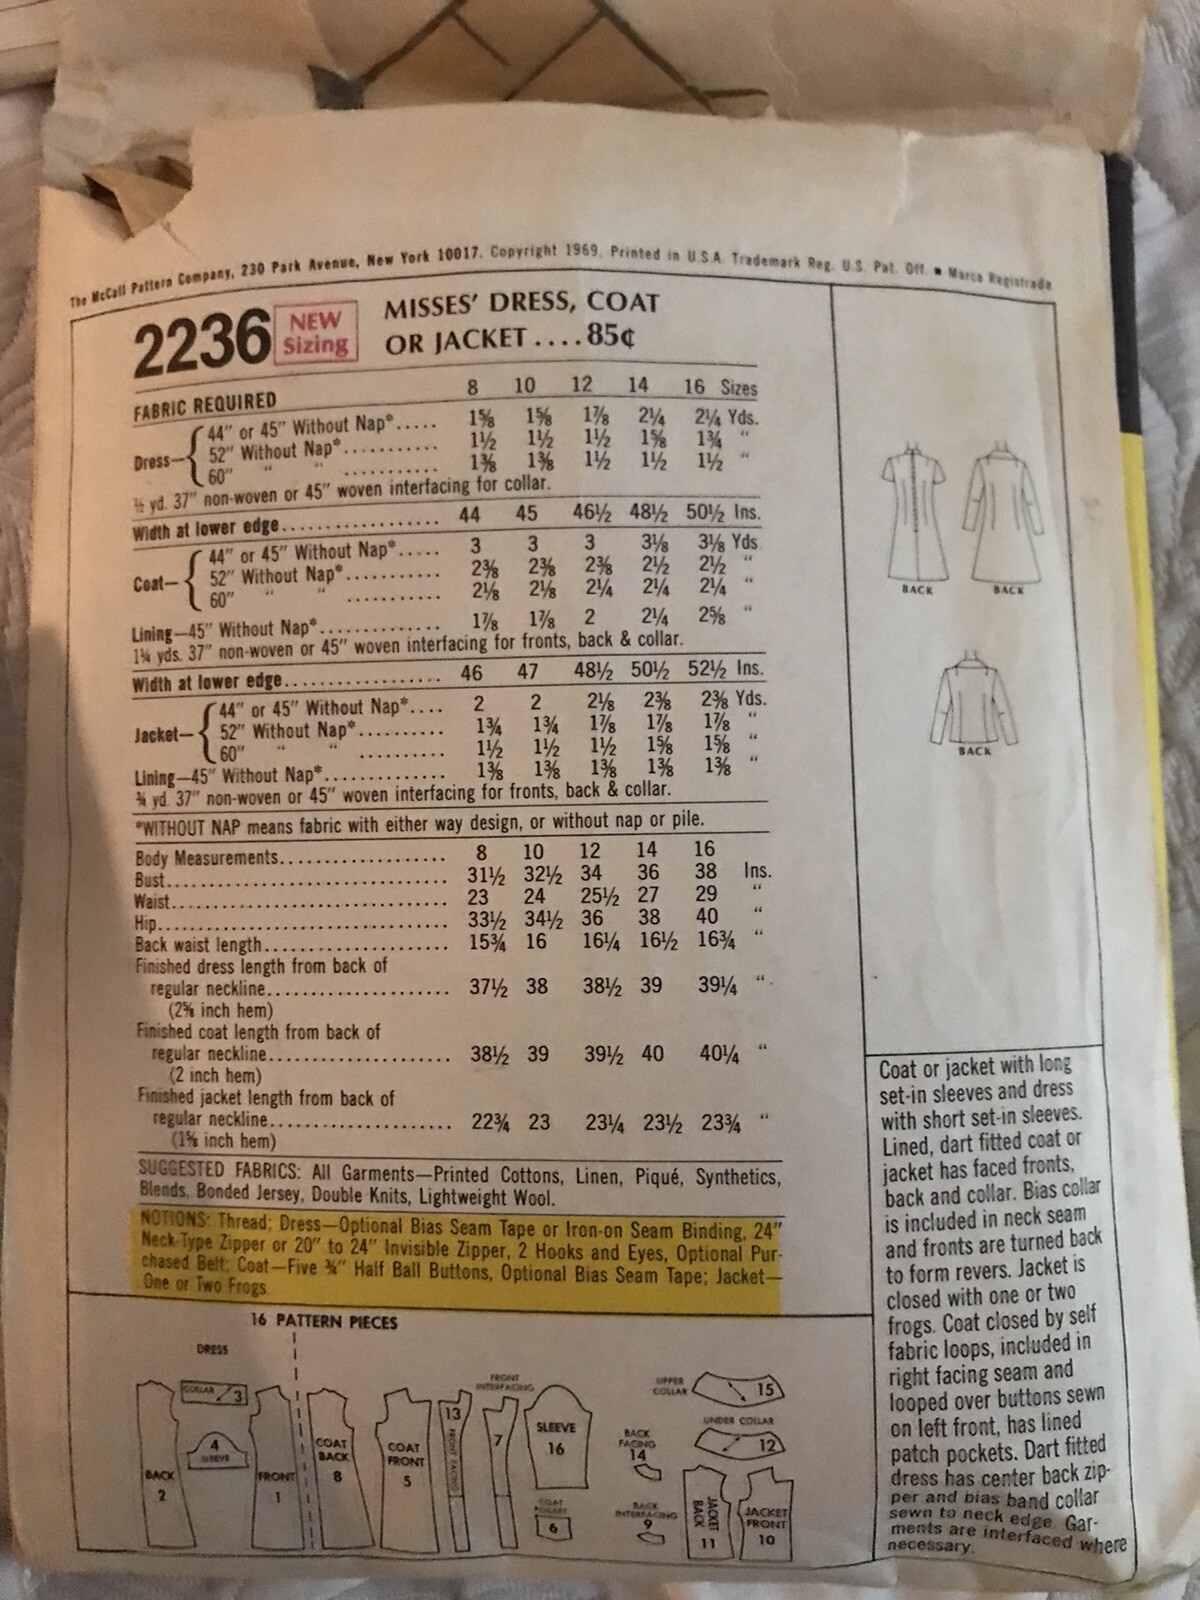 The McCall Pattern Company, 230 Park Avenue, New York 10017. Copyright 1969, Printed in U.S.A. Trademark Reg. U.S. Pat. Off. ■ Marca Registrada
2236 NEW Sizing MISSES' DRESS, COAT
OR JACKET....85¢
FABRIC REQUIRED 8 10 12 14 16 Sizes
Dress— 44" or 45" Without Nap*..... 1⅝ 1⅝ 1⅞ 2¼ 2¼ Yds.
52" Without Nap*........... 1½ 1½ 1½ 1⅝ 1¾ "
60" " " ........... 1⅜ 1⅜ 1½ 1½ 1½ "
½ yd. 37" non-woven or 45" woven interfacing for collar.
Width at lower edge.................. 44 45 46½ 48½ 50½ Ins.
Coat— 44" or 45" Without Nap*..... 3 3 3 3⅛ 3⅛ Yds
52" Without Nap*........... 2⅜ 2⅜ 2⅜ 2½ 2½ "
60" " " ........... 2⅛ 2⅛ 2¼ 2¼ 2¼ "
Lining—45" Without Nap*.............. 1⅞ 1⅞ 2 2¼ 2⅝ "
1¼ yds. 37" non-woven or 45" woven interfacing for fronts, back & collar.
Width at lower edge.................. 46 47 48½ 50½ 52½ Ins.
Jacket— 44" or 45" Without Nap*.... 2 2 2⅛ 2⅜ 2⅜ Yds.
52" Without Nap*.......... 1¾ 1¾ 1⅞ 1⅞ 1⅞ "
60" " " .......... 1½ 1½ 1½ 1⅝ 1⅝ "
Lining—45" Without Nap*.............. 1⅜ 1⅜ 1⅜ 1⅜ 1⅜ "
¾ yd. 37" non-woven or 45" woven interfacing for fronts, back & collar.
*WITHOUT NAP means fabric with either way design, or without nap or pile.
Body Measurements................... 8 10 12 14 16
Bust................................ 31½ 32½ 34 36 38 Ins.
Waist............................... 23 24 25½ 27 29 "
Hip................................. 33½ 34½ 36 38 40 "
Back waist length..................... 15¾ 16 16¼ 16½ 16¾ "
Finished dress length from back of
regular neckline..................... 37½ 38 38½ 39 39¼ "
(2⅝ inch hem)
Finished coat length from back of
regular neckline..................... 38½ 39 39½ 40 40¼ "
(2 inch hem)
Finished jacket length from back of
regular neckline..................... 22¾ 23 23¼ 23½ 23¾ "
(1⅝ inch hem)
SUGGESTED FABRICS: All Garments—Printed Cottons, Linen, Piqué, Synthetics,
Blends, Bonded Jersey, Double Knits, Lightweight Wool.
NOTIONS: Thread; Dress—Optional Bias Seam Tape or Iron-on Seam Binding, 24"
Neck-Type Zipper or 20" to 24" Invisible Zipper, 2 Hooks and Eyes, Optional Pur-
chased Belt; Coat—Five ¾" Half Ball Buttons, Optional Bias Seam Tape; Jacket—
One or Two Frogs
BACK BACK
BACK
Coat or jacket with long
set-in sleeves and dress
with short set-in sleeves.
Lined, dart fitted coat or
jacket has faced fronts,
back and collar. Bias collar
is included in neck seam
and fronts are turned back
to form revers. Jacket is
closed with one or two
frogs. Coat closed by self
fabric loops, included in
right facing seam and
looped over buttons sewn
on left front, has lined
patch pockets. Dart fitted
dress has center back zip-
per and bias band collar
sewn to neck edge. Gar-
ments are interfaced where
necessary.
16 PATTERN PIECES
DRESS
BACK 2
COLLAR 3
4 SLEEVE
FRONT 1
COAT BACK 8
COAT FRONT 5
13 FRONT FACING
FRONT INTERFACING 7
SLEEVE 16
COAT POCKET 6
BACK FACING 14
BACK INTERFACING 9
UPPER COLLAR 15
UNDER COLLAR 12
JACKET BACK 11
JACKET FRONT 10